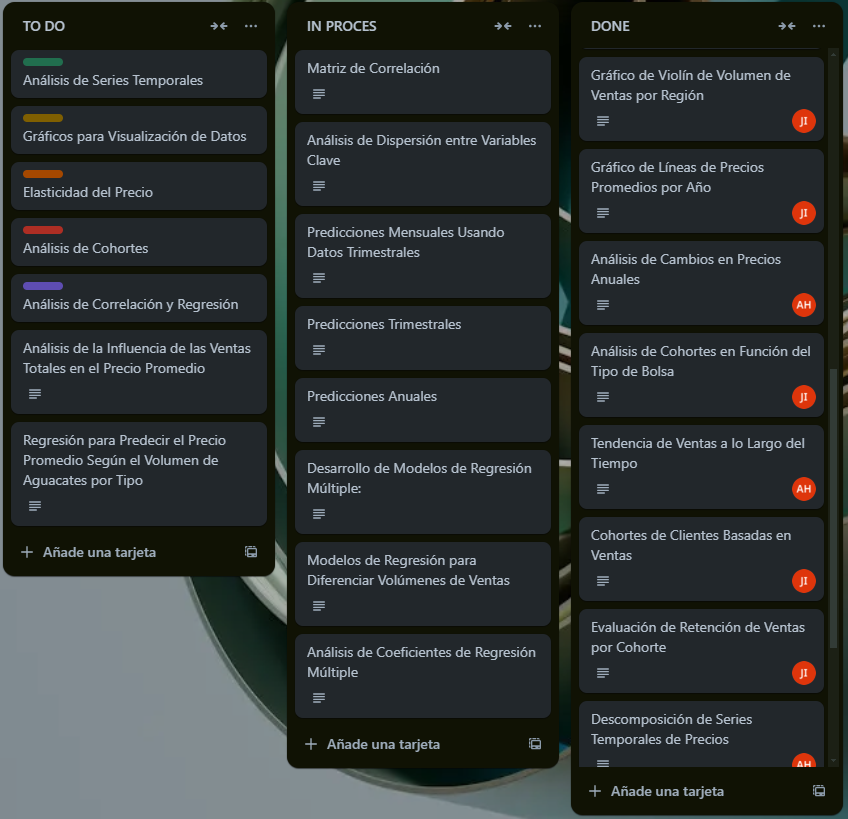 TO DO
Análisis de Series Temporales
Gráficos para Visualización de Datos
Elasticidad del Precio
Análisis de Cohortes
Análisis de Correlación y Regresión
Análisis de la Influencia de las Ventas
Totales en el Precio Promedio
Regresión para Predecir el Precio
Promedio Según el Volumen de
Aguacates por Tipo
Añade una tarjeta
IN PROCES
Matriz de Correlación
Análisis de Dispersión entre Variables
Clave
Predicciones Mensuales Usando
Datos Trimestrales
Predicciones Trimestrales
Predicciones Anuales
Desarrollo de Modelos de Regresión
Múltiple:
Modelos de Regresión para
Diferenciar Volúmenes de Ventas
Análisis de Coeficientes de Regresión
Múltiple
Añade una tarjeta
DONE
Gráfico de Violín de Volumen de
Ventas por Región
JI
Gráfico de Líneas de Precios
Promedios por Año
JI
Análisis de Cambios en Precios
Anuales
AH
Análisis de Cohortes en Función del
Tipo de Bolsa
JI
Tendencia de Ventas a lo Largo del
Tiempo
AH
Cohortes de Clientes Basadas en
Ventas
JI
Evaluación de Retención de Ventas
por Cohorte
JI
Descomposición de Series
Temporales de Precios
AH
Añade una tarjeta